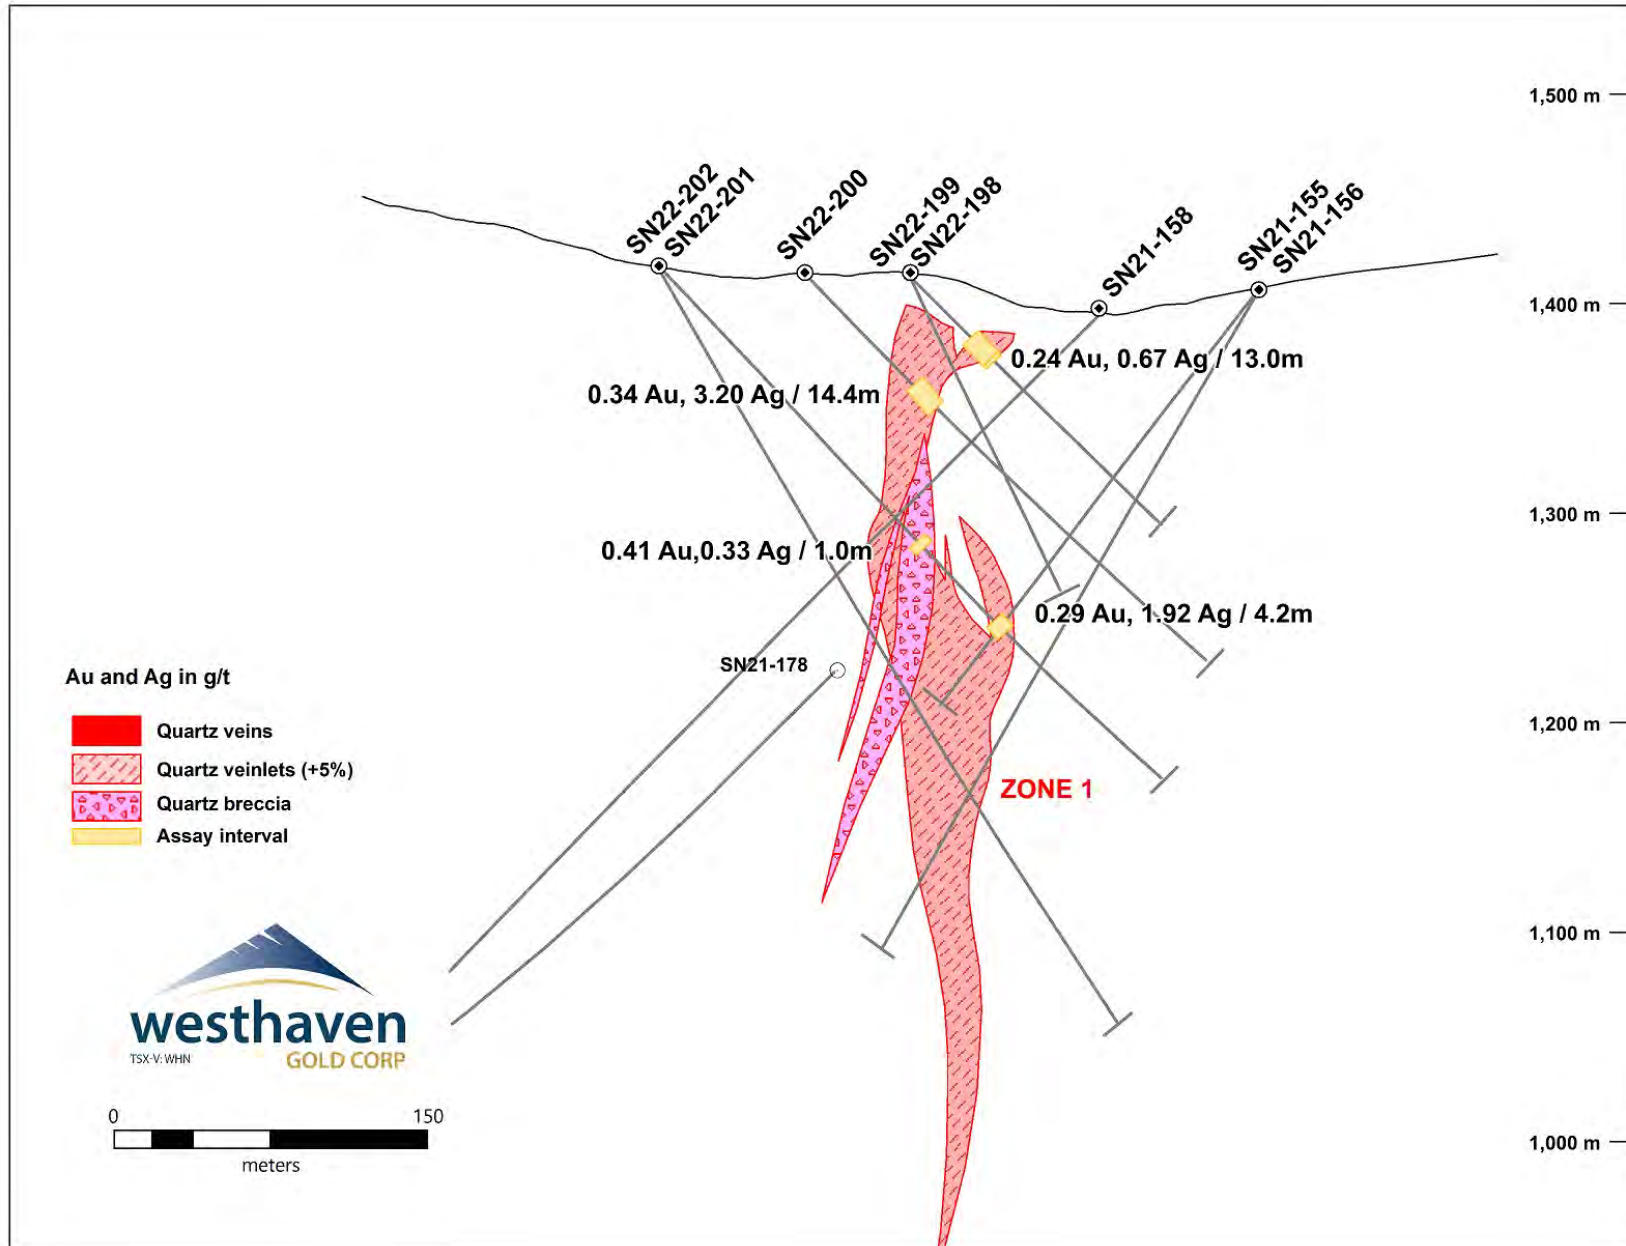 1,500 m
SN22-202
SN22-201
SN22-200
SN22-199
SN22-198
SN21-158
SN21-155
SN21-156
1,400 m
0.24 Au, 0.67 Ag / 13.0m
0.34 Au, 3.20 Ag / 14.4m
1,300 m
0.41 Au,0.33 Ag / 1.0m
0.29 Au, 1.92 Ag / 4.2m
SN21-178
Au and Ag in g/t
Quartz veins
Quartz veinlets (+5%)
Quartz breccia
Assay interval
1,200 m
ZONE 1
1,100 m
westhaven
TSX-V: WHN
GOLD CORP
0 150
meters
1,000 m